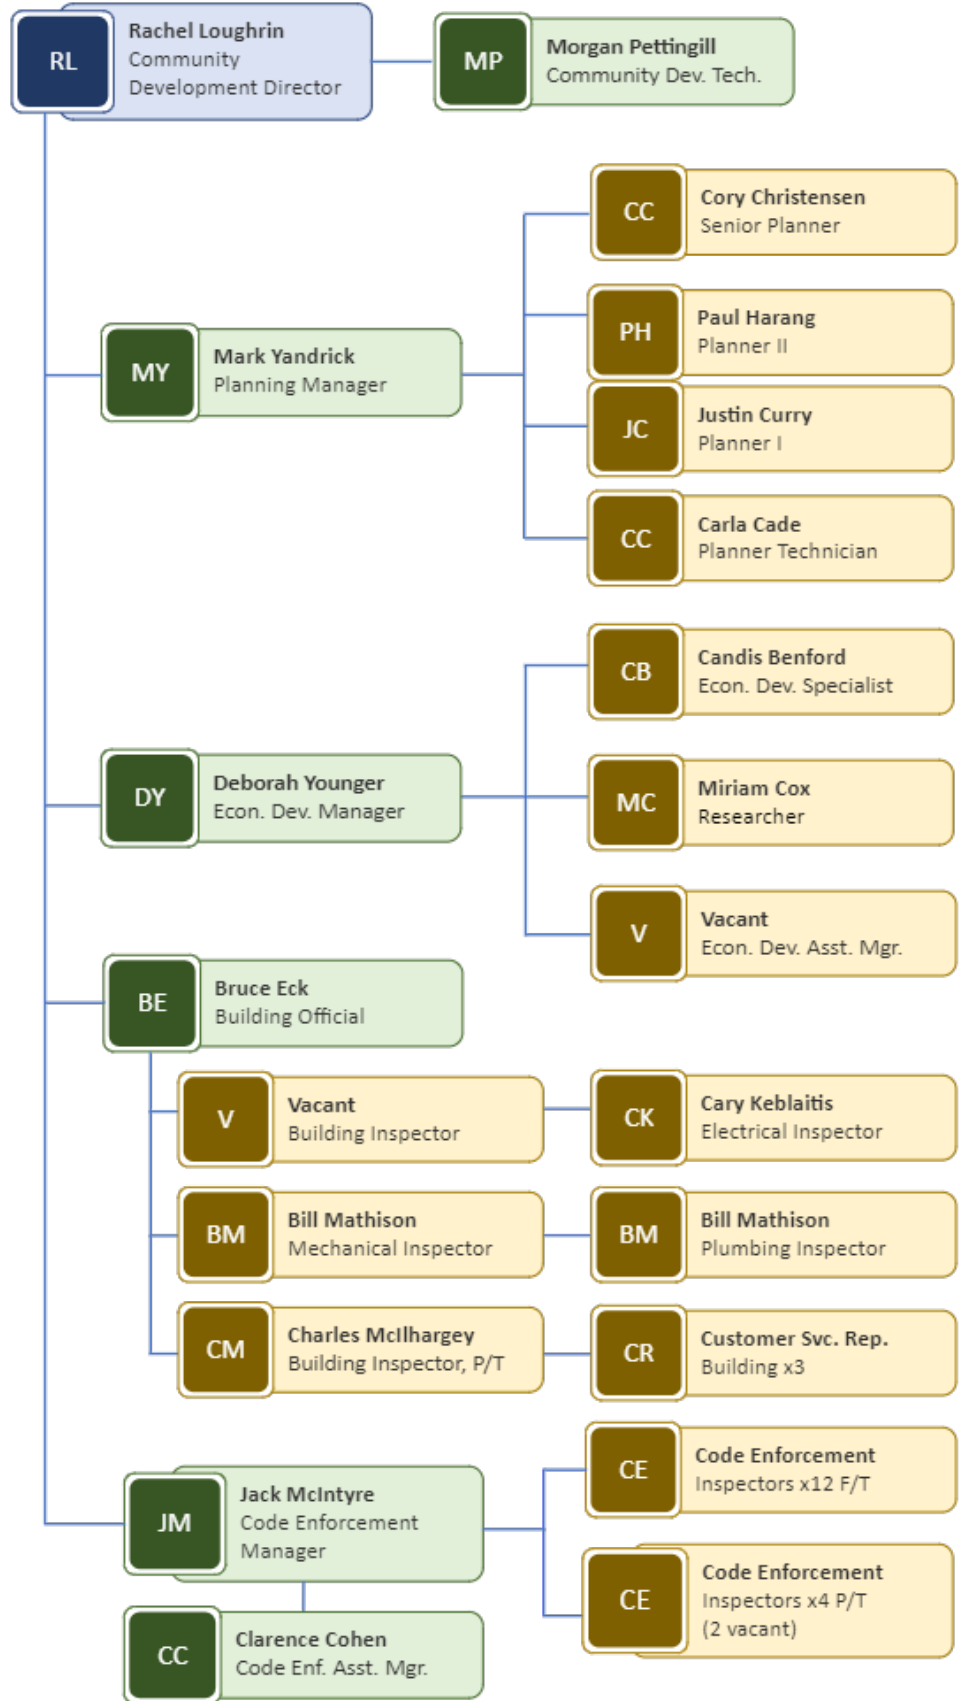 RL
Rachel Loughrin
Community
Development Director
MP
Morgan Pettingill
Community Dev. Tech.
CC
Cory Christensen
Senior Planner
PH
Paul Harang
Planner II
MY
Mark Yandrick
Planning Manager
JC
Justin Curry
Planner I
CC
Carla Cade
Planner Technician
CB
Candis Benford
Econ. Dev. Specialist
DY
Deborah Younger
Econ. Dev. Manager
MC
Miriam Cox
Researcher
V
Vacant
Econ. Dev. Asst. Mgr.
BE
Bruce Eck
Building Official
V
Vacant
Building Inspector
CK
Cary Keblaitis
Electrical Inspector
BM
Bill Mathison
Mechanical Inspector
BM
Bill Mathison
Plumbing Inspector
CM
Charles McIlhargey
Building Inspector, P/T
CR
Customer Svc. Rep.
Building x3
CE
Code Enforcement
Inspectors x12 F/T
JM
Jack McIntyre
Code Enforcement
Manager
CE
Code Enforcement
Inspectors x4 P/T
(2 vacant)
CC
Clarence Cohen
Code Enf. Asst. Mgr.